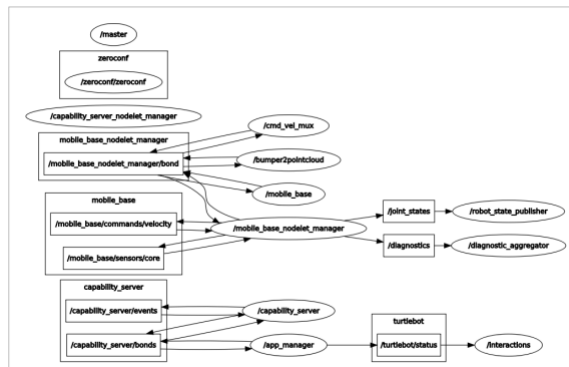 /master
zeroconf
/zeroconf/zeroconf
/capability_server_nodelet_manager
mobile_base_nodelet_manager
/mobile_base_nodelet_manager/bond
/cmd_vel_mux
/bumper2pointcloud
/mobile_base
mobile_base
/mobile_base/commands/velocity
/mobile_base/sensors/core
/mobile_base_nodelet_manager
/joint_states
/robot_state_publisher
/diagnostics
/diagnostic_aggregator
capability_server
/capability_server/events
/capability_server/bonds
/capability_server
/app_manager
turtlebot
/turtlebot/status
/interactions